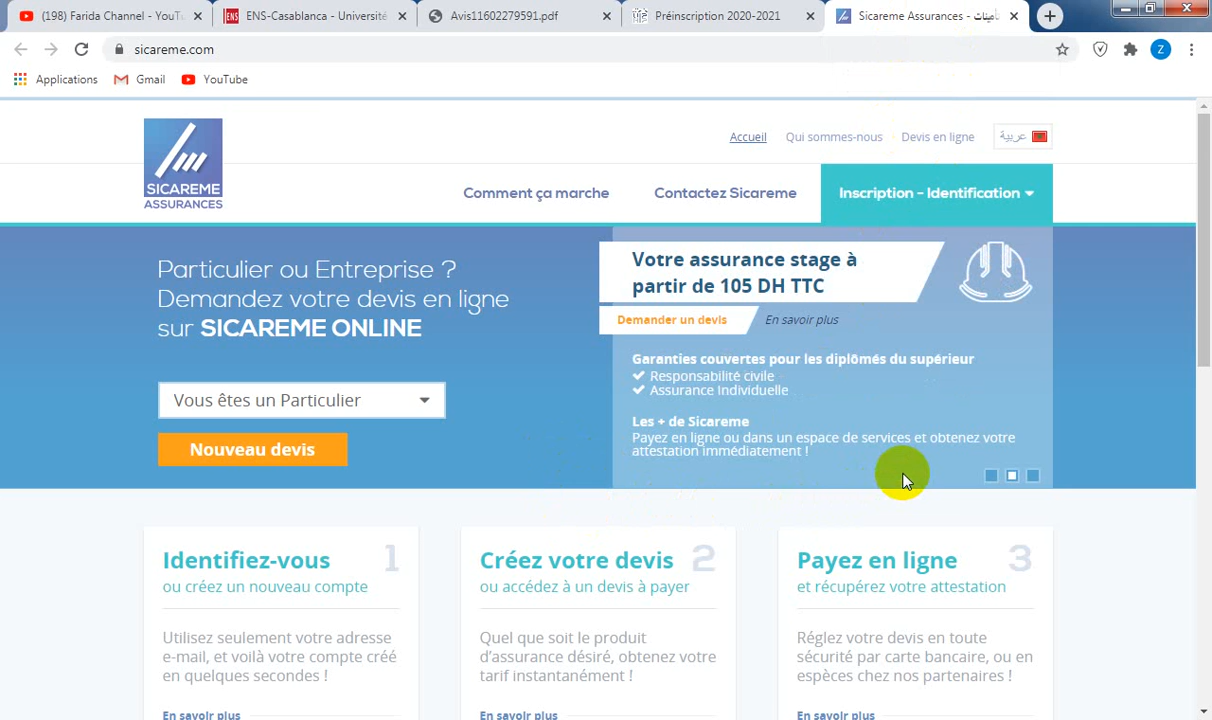 (198) Farida Channel - YouTu
ENS-Casablanca - Université
Avis11602279591.pdf
Préinscription 2020-2021
Sicareme Assurances -
sicareme.com
Z
Applications
Gmail
YouTube
SICAREME
ASSURANCES
Accueil
Qui sommes-nous
Devis en ligne
عربية
Comment ça marche
Contactez Sicareme
Inscription - Identification
Particulier ou Entreprise ?
Demandez votre devis en ligne
sur SICAREME ONLINE
Vous êtes un Particulier
Nouveau devis
Votre assurance stage à
partir de 105 DH TTC
Demander un devis
En savoir plus
Garanties couvertes pour les diplômés du supérieur
Responsabilité civile
Assurance Individuelle
Les + de Sicareme
Payez en ligne ou dans un espace de services et obtenez votre
attestation immédiatement !
Identifiez-vous 1
ou créez un nouveau compte
Utilisez seulement votre adresse
e-mail, et voilà votre compte créé
en quelques secondes !
En savoir plus
Créez votre devis 2
ou accédez à un devis à payer
Quel que soit le produit
d'assurance désiré, obtenez votre
tarif instantanément !
En savoir plus
Payez en ligne 3
et récupérez votre attestation
Réglez votre devis en toute
sécurité par carte bancaire, ou en
espèces chez nos partenaires !
En savoir plus